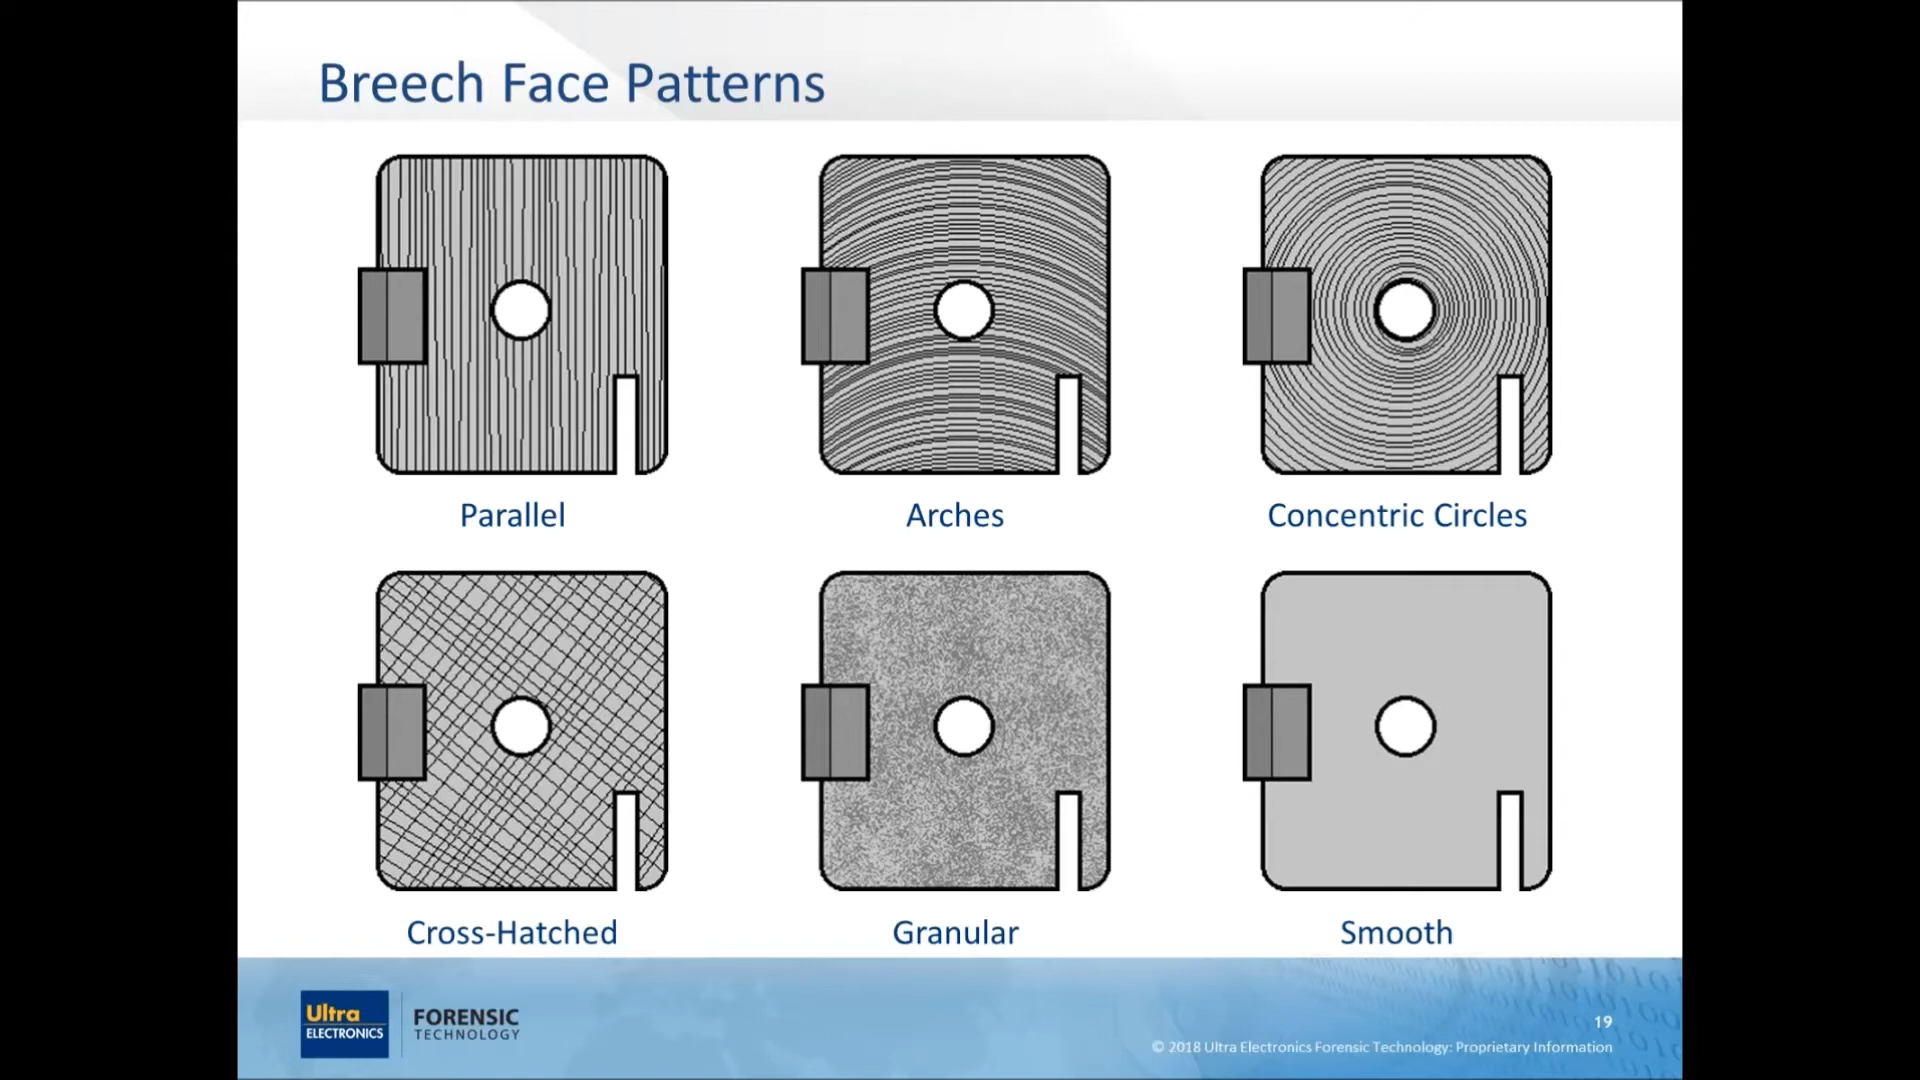 Breech Face Patterns
Parallel
Arches
Concentric Circles
Cross-Hatched
Granular
Smooth
Ultra
ELECTRONICS
FORENSIC
TECHNOLOGY
19
© 2018 Ultra Electronics Forensic Technology: Proprietary Information